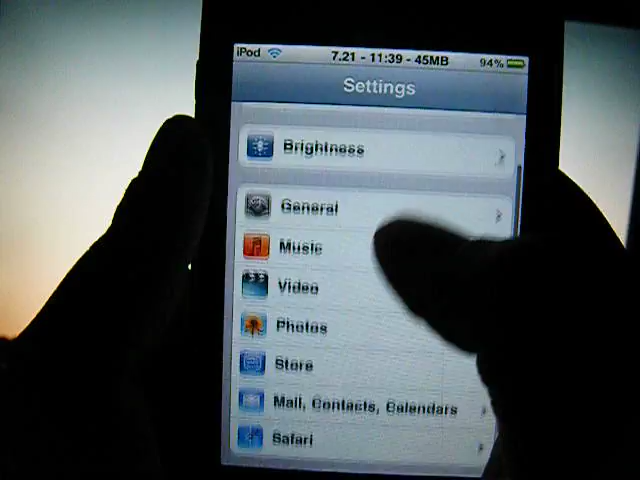 iPod 7.21 - 11:39 - 45MB 94%
Settings
Brightness
General
Music
Video
Photos
Store
Mail, Contacts, Calendars
Safari